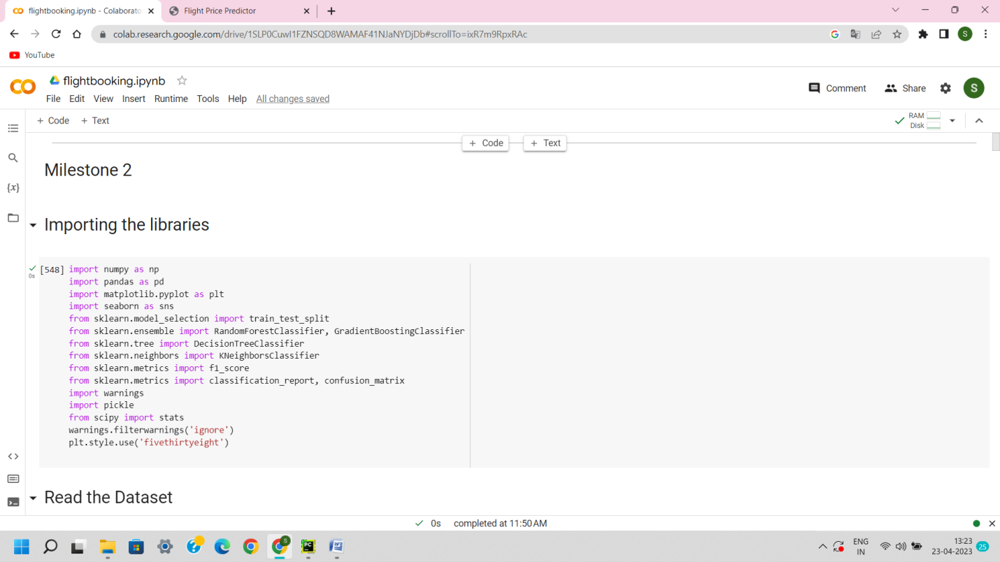 flightbooking.ipynb - Colaborato
Flight Price Predictor
colab.research.google.com/drive/1SLP0CuwI1FZNSQD8WAMAF41NJaNYDjDb#scrollTo=ixR7m9RpxRAc
S
YouTube
flightbooking.ipynb
Comment
Share
S
File Edit View Insert Runtime Tools Help All changes saved
+ Code + Text
RAM
Disk
+ Code + Text
Milestone 2
{x}
Importing the libraries
[548] import numpy as np
0s
import pandas as pd
import matplotlib.pyplot as plt
import seaborn as sns
from sklearn.model_selection import train_test_split
from sklearn.ensemble import RandomForestClassifier, GradientBoostingClassifier
from sklearn.tree import DecisionTreeClassifier
from sklearn.neighbors import KNeighborsClassifier
from sklearn.metrics import f1_score
from sklearn.metrics import classification_report, confusion_matrix
import warnings
import pickle
from scipy import stats
warnings.filterwarnings('ignore')
plt.style.use('fivethirtyeight')
Read the Dataset
0s completed at 11:50 AM
S
PC
W
ENG
IN
13:23
23-04-2023
25